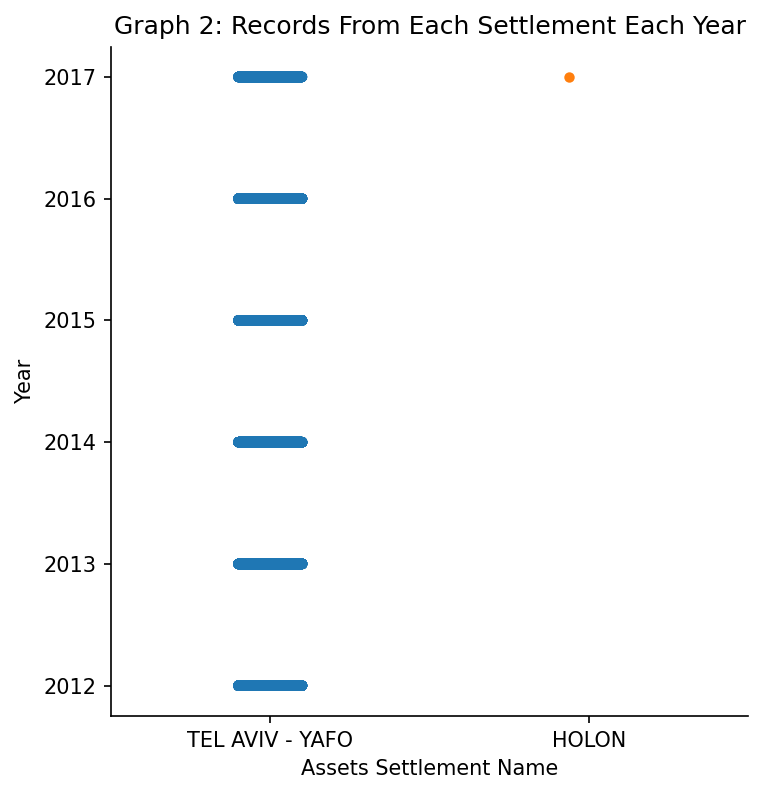 Graph 2: Records From Each Settlement Each Year
2017
2016
2015
2014
2013
2012
Year
TEL AVIV - YAFO
HOLON
Assets Settlement Name